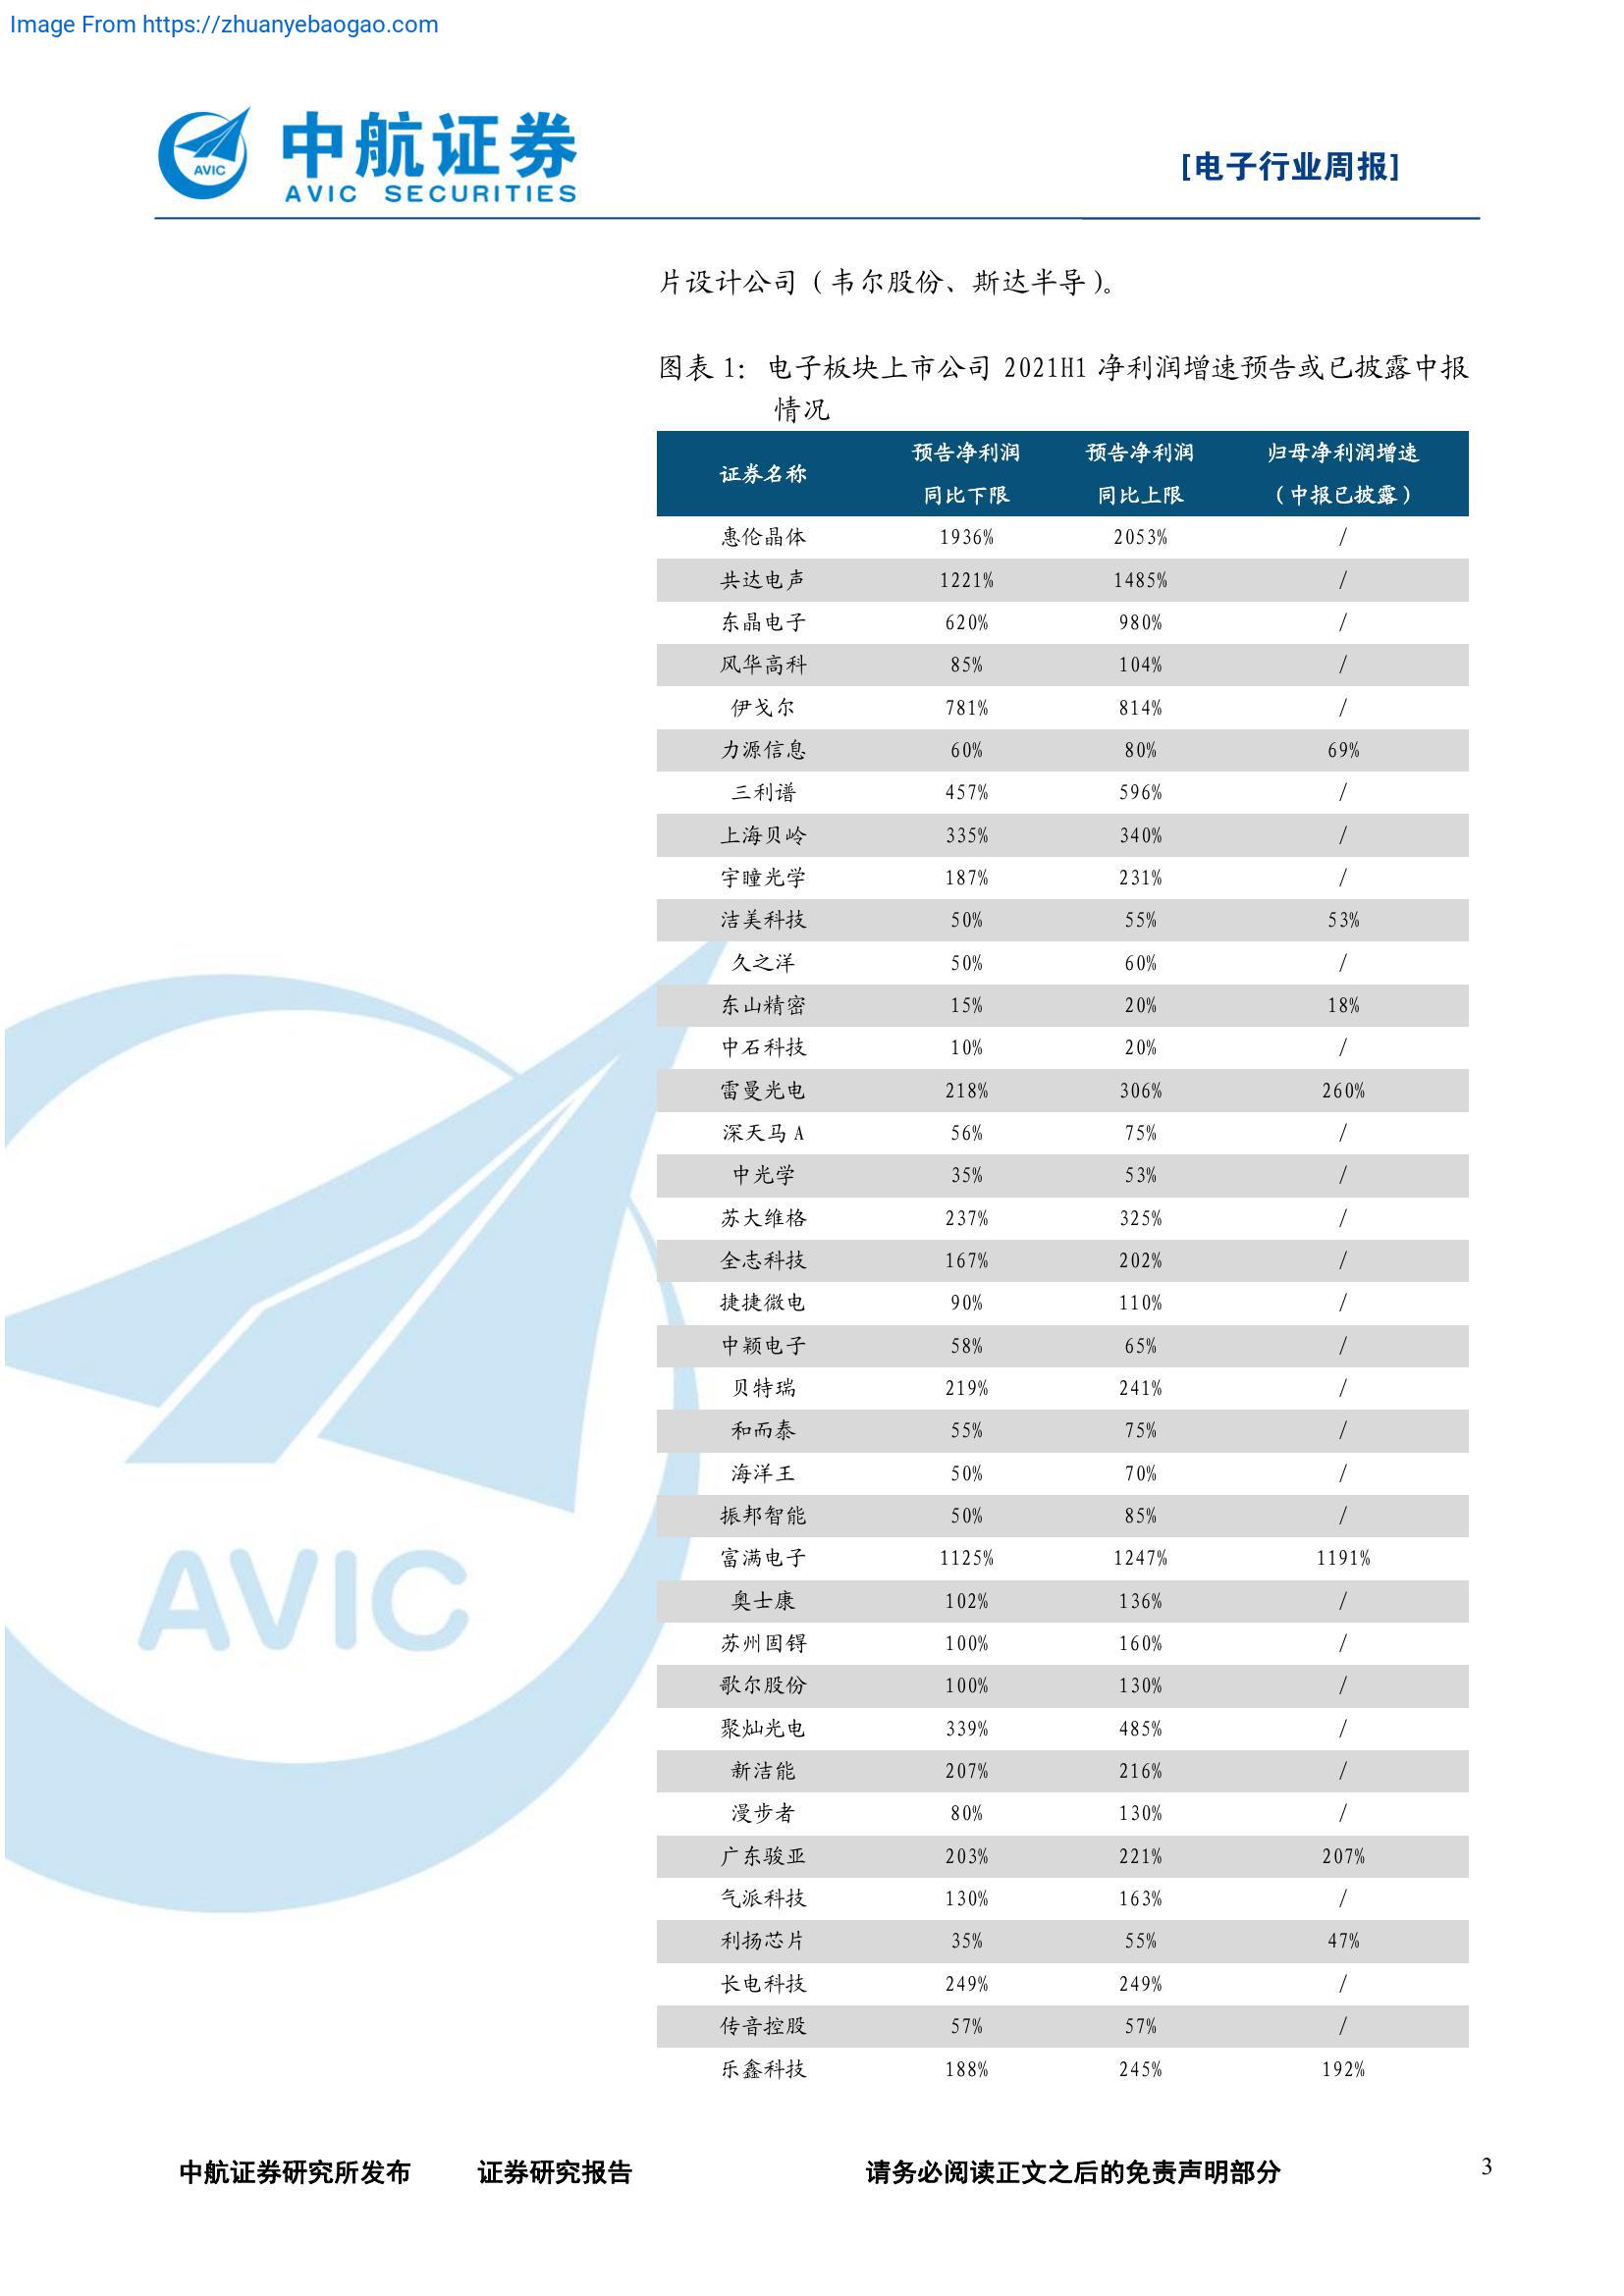 Image From https://zhuanyebaogao.com
AVIC
中航证券
AVIC SECURITIES
[电子行业周报]
片设计公司（韦尔股份、斯达半导）。
图表 1： 电子板块上市公司 2021H1 净利润增速预告或已披露中报
情况
证券名称 预告净利润同比下限 预告净利润同比上限 归母净利润增速（中报已披露）
惠伦晶体 1936% 2053% /
共达电声 1221% 1485% /
东晶电子 620% 980% /
风华高科 85% 104% /
伊戈尔 781% 814% /
力源信息 60% 80% 69%
三利谱 457% 596% /
上海贝岭 335% 340% /
宇瞳光学 187% 231% /
洁美科技 50% 55% 53%
久之洋 50% 60% /
东山精密 15% 20% 18%
中石科技 10% 20% /
雷曼光电 218% 306% 260%
深天马 A 56% 75% /
中光学 35% 53% /
苏大维格 237% 325% /
全志科技 167% 202% /
捷捷微电 90% 110% /
中颖电子 58% 65% /
贝特瑞 219% 241% /
和而泰 55% 75% /
海洋王 50% 70% /
振邦智能 50% 85% /
富满电子 1125% 1247% 1191%
奥士康 102% 136% /
苏州固锝 100% 160% /
歌尔股份 100% 130% /
聚灿光电 339% 485% /
新洁能 207% 216% /
漫步者 80% 130% /
广东骏亚 203% 221% 207%
气派科技 130% 163% /
利扬芯片 35% 55% 47%
长电科技 249% 249% /
传音控股 57% 57% /
乐鑫科技 188% 245% 192%
AVIC
中航证券研究所发布 证券研究报告 请务必阅读正文之后的免责声明部分 3